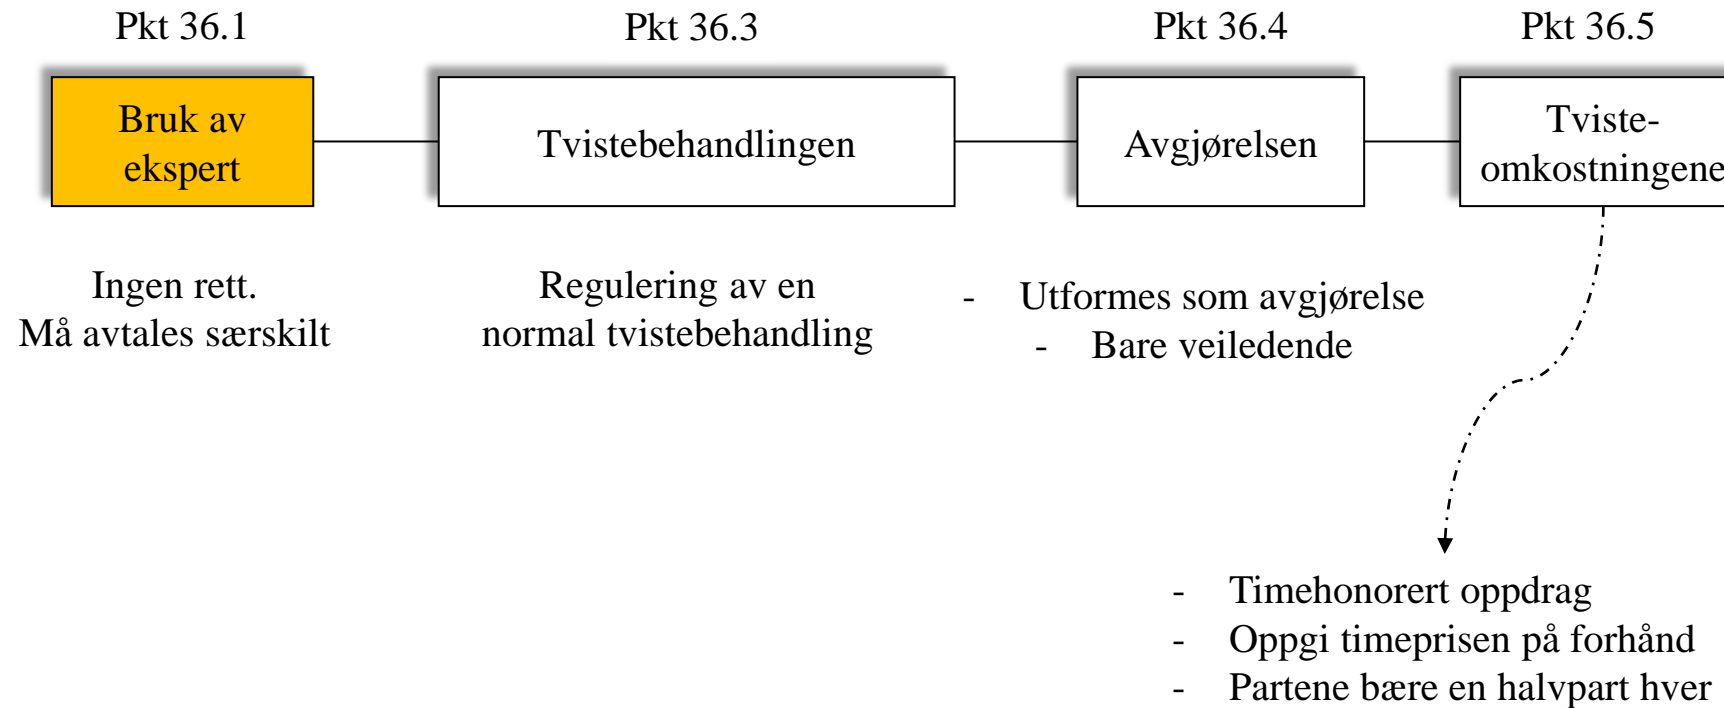 Pkt 36.1
Pkt 36.3
Pkt 36.4
Pkt 36.5
Bruk av
ekspert
Tvistebehandlingen
Avgjørelsen
Tviste-
omkostningene
Ingen rett.
Må avtales særskilt
Regulering av en
normal tvistebehandling
- Utformes som avgjørelse
- Bare veiledende
- Timehonorert oppdrag
- Oppgi timeprisen på forhånd
- Partene bære en halvpart hver